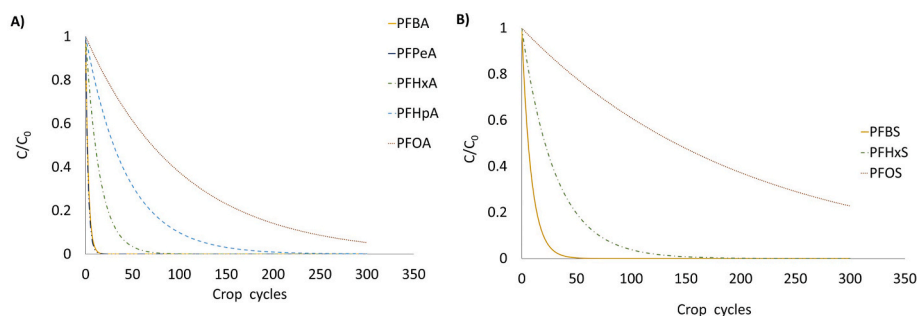 A)
C/C0
1
0.8
0.6
0.4
0.2
0
0 50 100 150 200 250 300 350
Crop cycles
PFBA
PFPeA
PFHxA
PFHpA
PFOA
B)
C/C0
1
0.8
0.6
0.4
0.2
0
0 50 100 150 200 250 300 350
Crop cycles
PFBS
PFHxS
PFOS